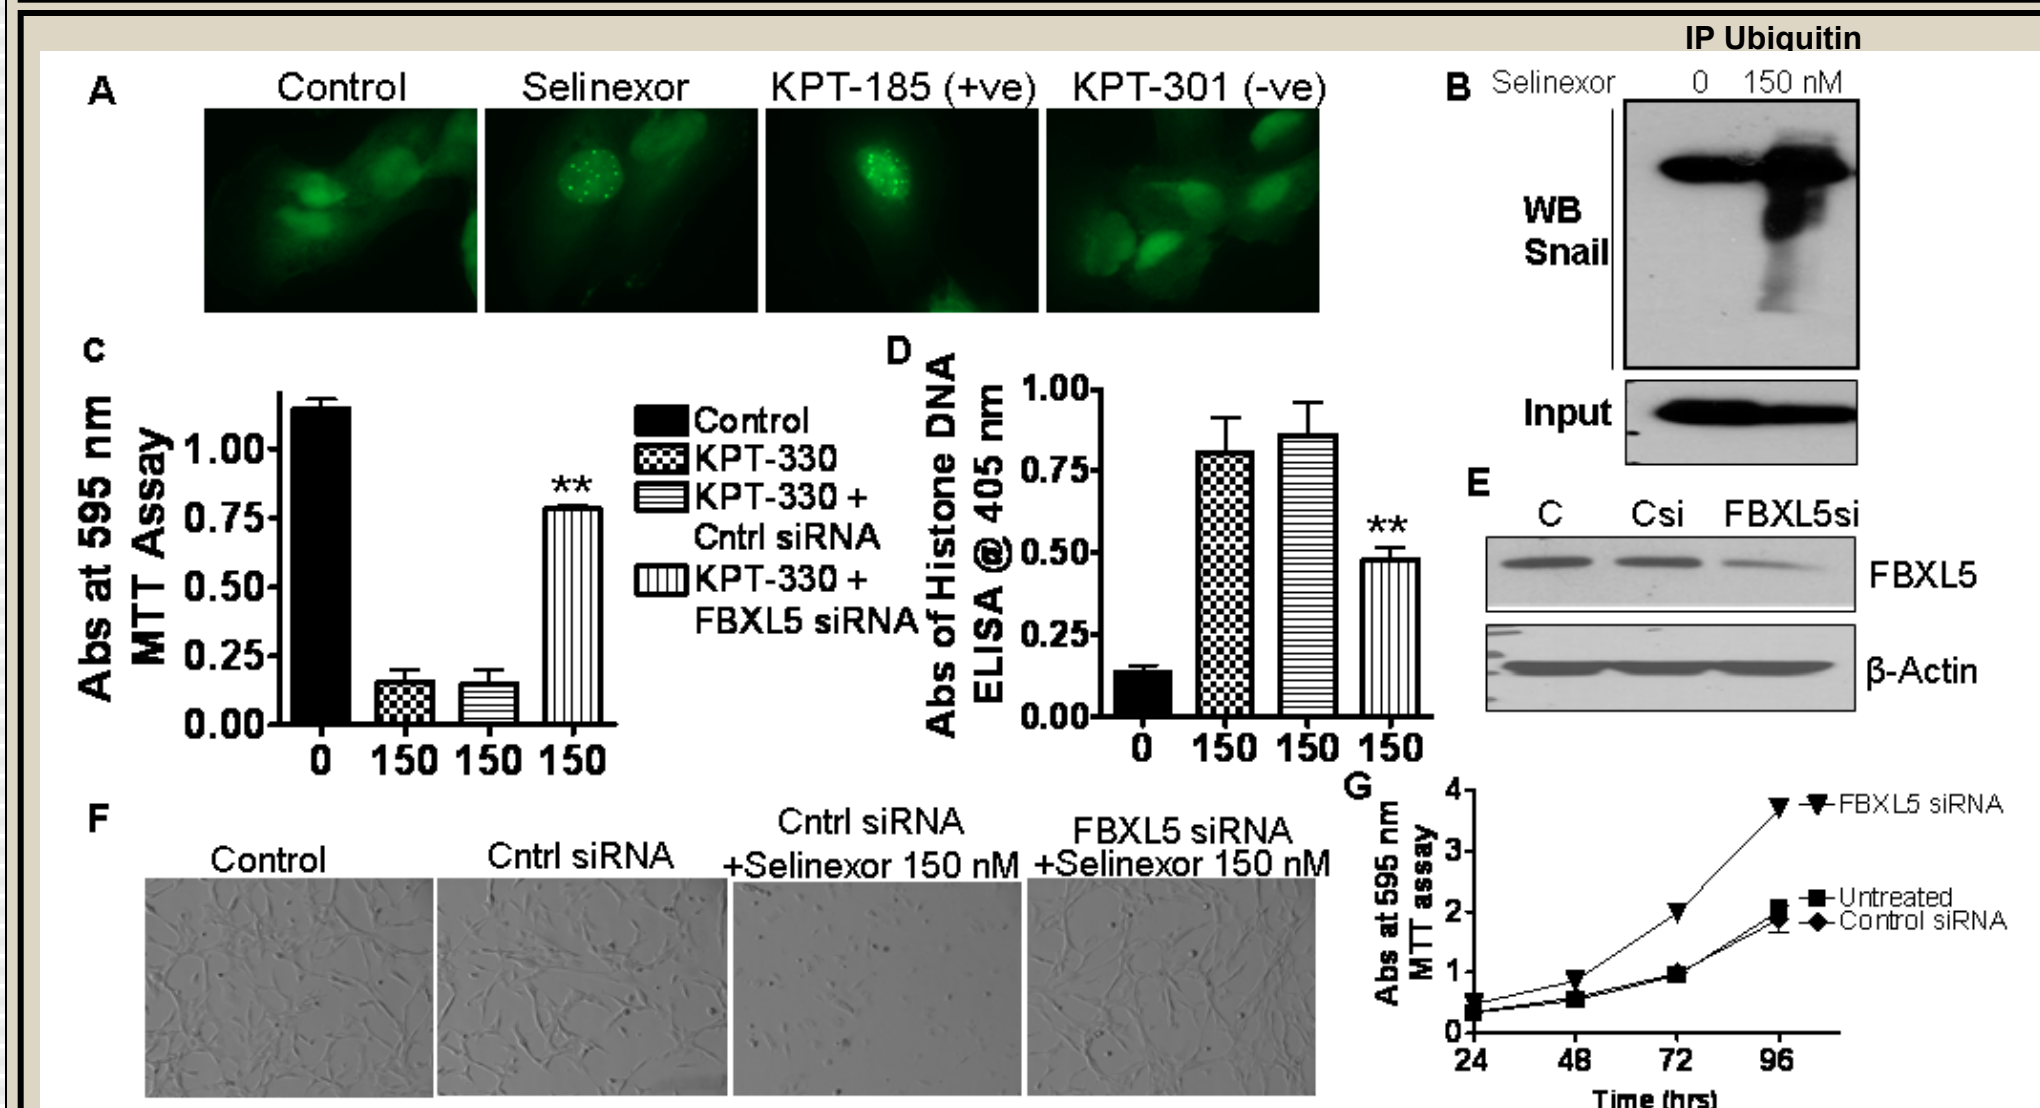 IP Ubiquitin
A
Control
Selinexor
KPT-185 (+ve)
KPT-301 (-ve)
B
Selinexor
0
150 nM
WB
Snail
Input
C
Abs at 595 nm
MTT Assay
1.00
0.75
0.50
0.25
0.00
0
150
150
150
**
Control
KPT-330
KPT-330 +
Cntrl siRNA
KPT-330 +
FBXL5 siRNA
D
Abs of Histone DNA
ELISA @ 405 nm
1.00
0.75
0.50
0.25
0.00
0
150
150
150
**
E
C
Csi
FBXL5si
FBXL5
β-Actin
F
Control
Cntrl siRNA
Cntrl siRNA
+Selinexor 150 nM
FBXL5 siRNA
+Selinexor 150 nM
G
Abs at 595 nm
MTT assay
4
3
2
1
0
24
48
72
96
Time (hrs)
FBXL5 siRNA
Untreated
Control siRNA